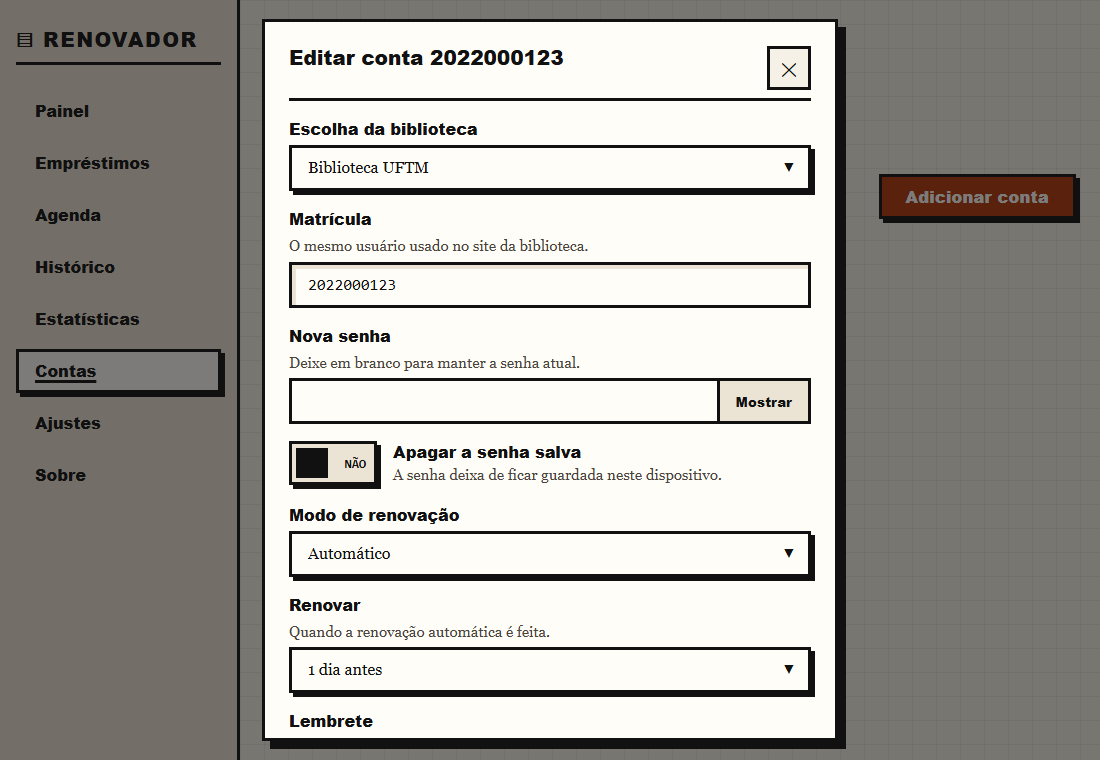 RENOVADOR
Painel
Empréstimos
Agenda
Histórico
Estatísticas
Contas
Ajustes
Sobre
Editar conta 2022000123
Escolha da biblioteca
Biblioteca UFTM
Matrícula
O mesmo usuário usado no site da biblioteca.
2022000123
Nova senha
Deixe em branco para manter a senha atual.
Mostrar
NÃO
Apagar a senha salva
A senha deixa de ficar guardada neste dispositivo.
Modo de renovação
Automático
Renovar
Quando a renovação automática é feita.
1 dia antes
Lembrete
Adicionar conta